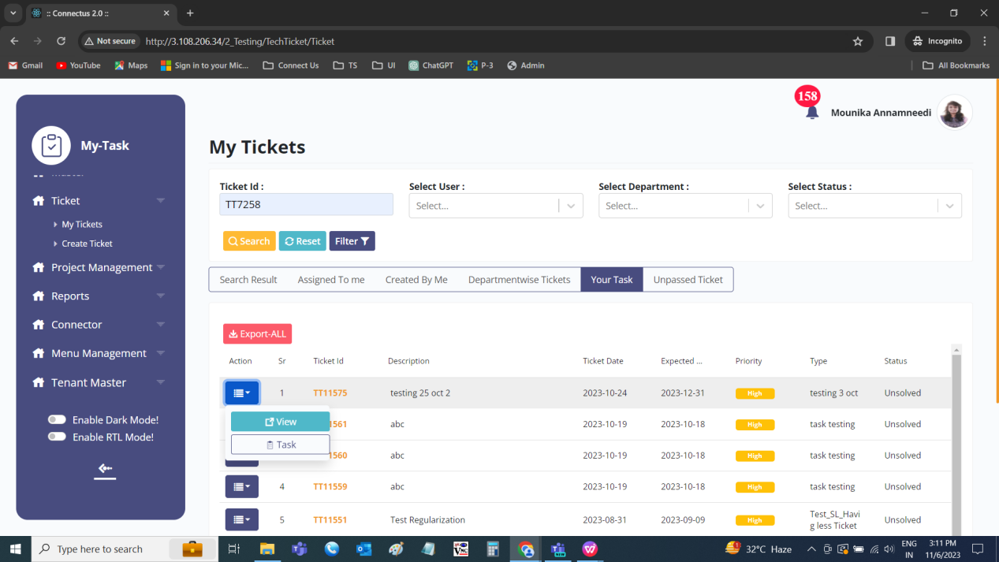 :: Connectus 2.0 ::
Not secure
http://3.108.206.34/2_Testing/TechTicket/Ticket
Incognito
Gmail
YouTube
Maps
Sign in to your Mic...
Connect Us
TS
UI
ChatGPT
P-3
Admin
All Bookmarks
158
Mounika Annamneedi
My-Task
Ticket
My Tickets
Create Ticket
Project Management
Reports
Connector
Menu Management
Tenant Master
Enable Dark Mode!
Enable RTL Mode!
My Tickets
Ticket Id : Select User : Select Department : Select Status :
TT7258 Select... Select... Select...
Search Reset Filter
Search Result Assigned To me Created By Me Departmentwise Tickets Your Task Unpassed Ticket
Export-ALL
Action Sr Ticket Id Description Ticket Date Expected ... Priority Type Status
1 TT11575 testing 25 oct 2 2023-10-24 2023-12-31 High testing 3 oct Unsolved
View
Task
1561 abc 2023-10-19 2023-10-18 High task testing Unsolved
1560 abc 2023-10-19 2023-10-18 High task testing Unsolved
4 TT11559 abc 2023-10-19 2023-10-18 High task testing Unsolved
5 TT11551 Test Regularization 2023-08-31 2023-09-09 High Test_SL_Havi
g less Ticket Unsolved
Type here to search
32°C Haze
ENG
IN
3:11 PM
11/6/2023